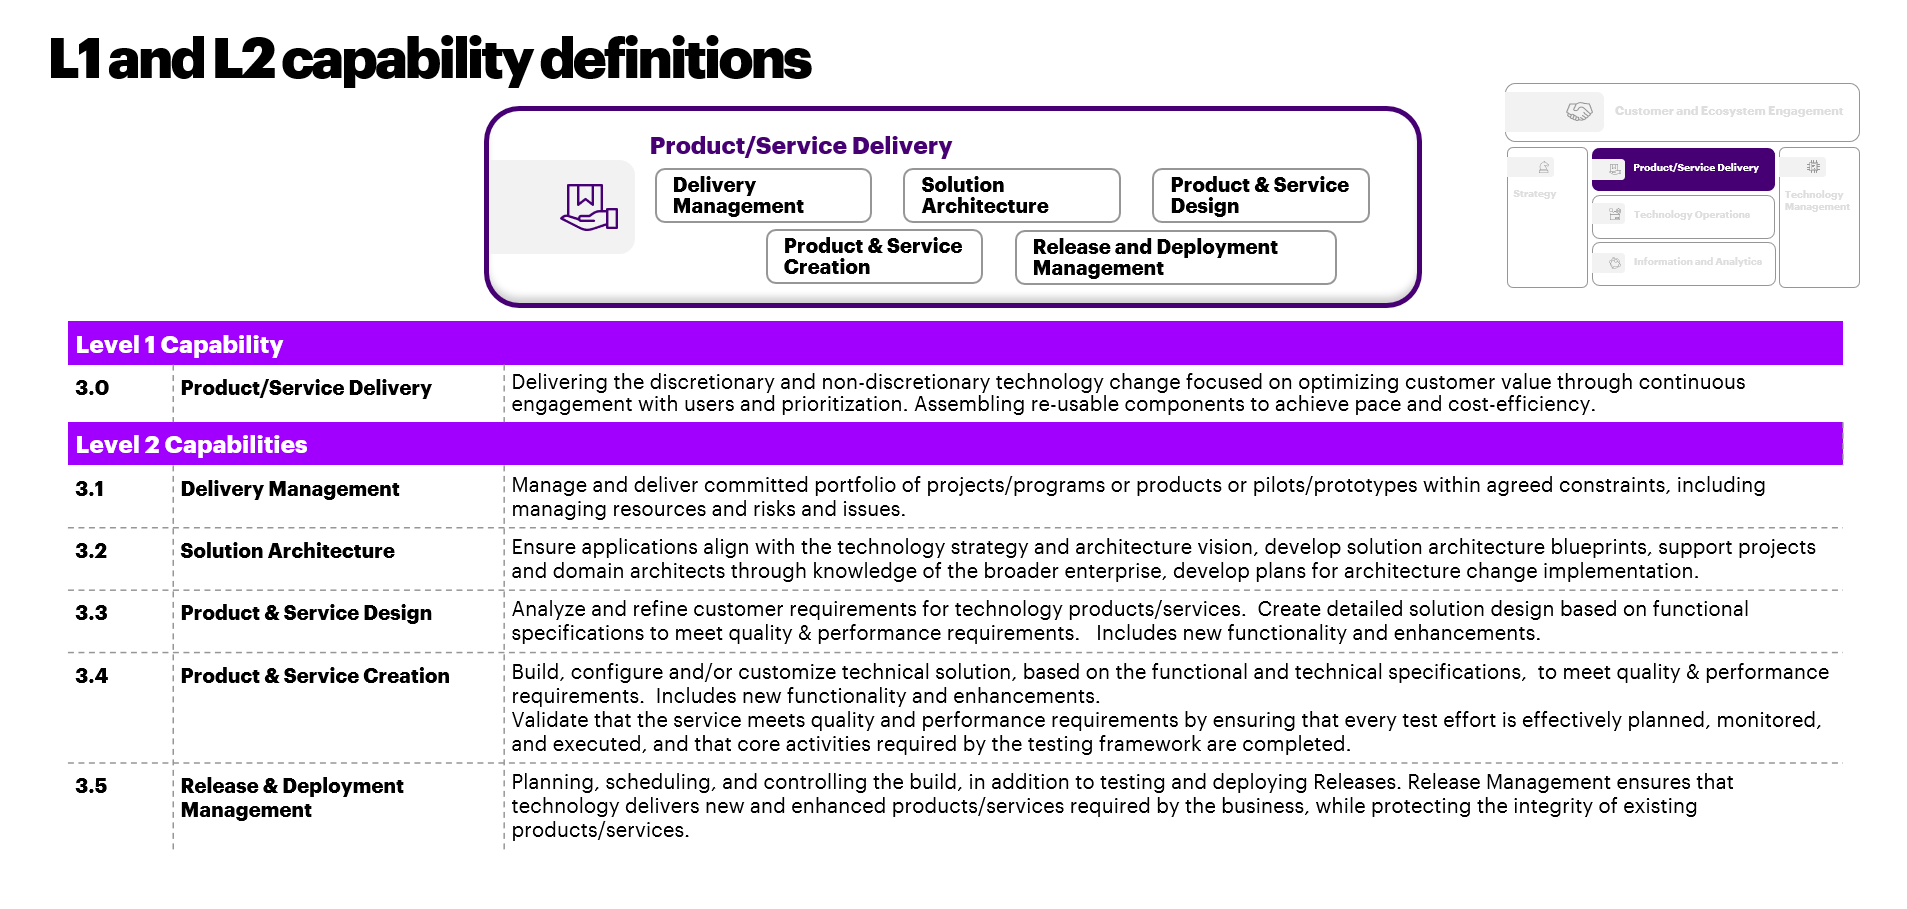 L1 and L2 capability definitions
Customer and Ecosystem Engagement
Strategy
Product/Service Delivery
Technology Operations
Information and Analytics
Technology
Management
Product/Service Delivery
Delivery
Management
Solution
Architecture
Product & Service
Design
Product & Service
Creation
Release and Deployment
Management
Level 1 Capability
3.0
Product/Service Delivery
Delivering the discretionary and non-discretionary technology change focused on optimizing customer value through continuous
engagement with users and prioritization. Assembling re-usable components to achieve pace and cost-efficiency.
Level 2 Capabilities
3.1
Delivery Management
Manage and deliver committed portfolio of projects/programs or products or pilots/prototypes within agreed constraints, including
managing resources and risks and issues.
3.2
Solution Architecture
Ensure applications align with the technology strategy and architecture vision, develop solution architecture blueprints, support projects
and domain architects through knowledge of the broader enterprise, develop plans for architecture change implementation.
3.3
Product & Service Design
Analyze and refine customer requirements for technology products/services.  Create detailed solution design based on functional
specifications to meet quality & performance requirements.   Includes new functionality and enhancements.
3.4
Product & Service Creation
Build, configure and/or customize technical solution, based on the functional and technical specifications,  to meet quality & performance
requirements.  Includes new functionality and enhancements.
Validate that the service meets quality and performance requirements by ensuring that every test effort is effectively planned, monitored,
and executed, and that core activities required by the testing framework are completed.
3.5
Release & Deployment
Management
Planning, scheduling, and controlling the build, in addition to testing and deploying Releases. Release Management ensures that
technology delivers new and enhanced products/services required by the business, while protecting the integrity of existing
products/services.